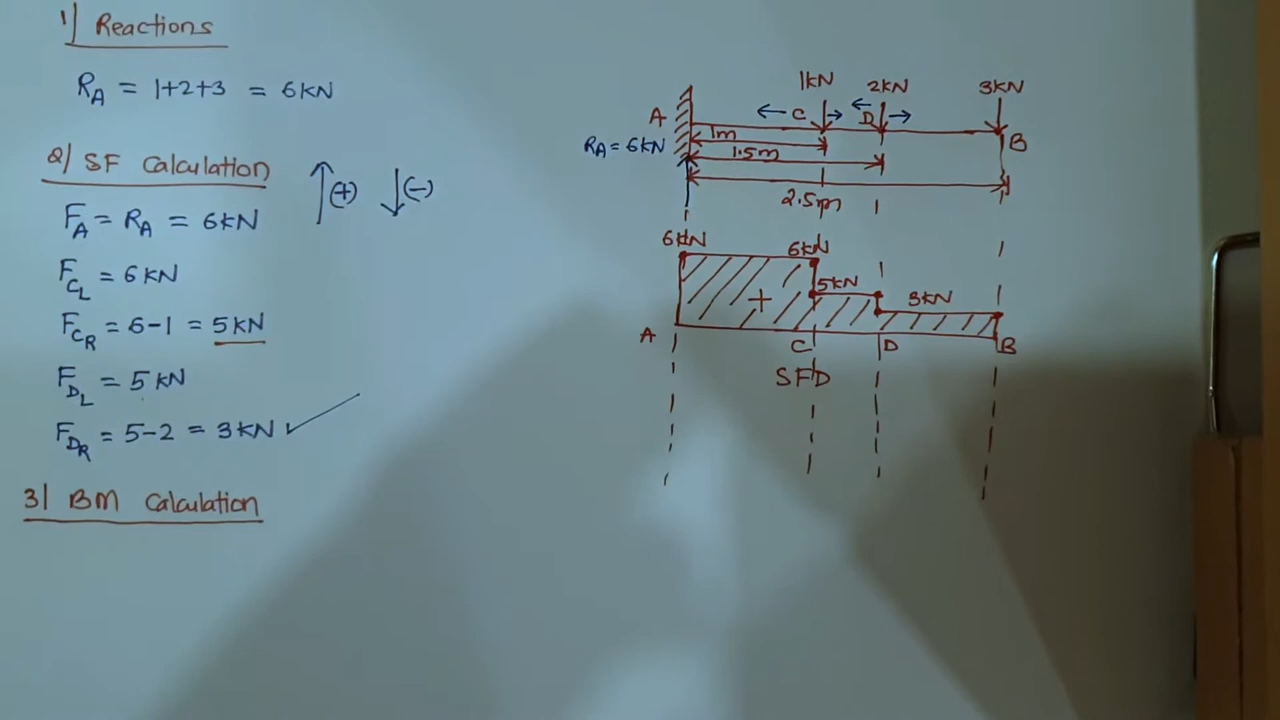 1) Reactions
R_A = 1+2+3 = 6kN
2) SF Calculation
(+) (-)
F_A = R_A = 6kN
F_CL = 6kN
F_CR = 6-1 = 5kN
F_DL = 5kN
F_DR = 5-2 = 3kN ✓
3) BM Calculation
1kN 2kN 3kN
A C D B
1m
R_A = 6kN
1.5m
2.5m
6kN 6kN
5kN 3kN
+
A C D B
SFD